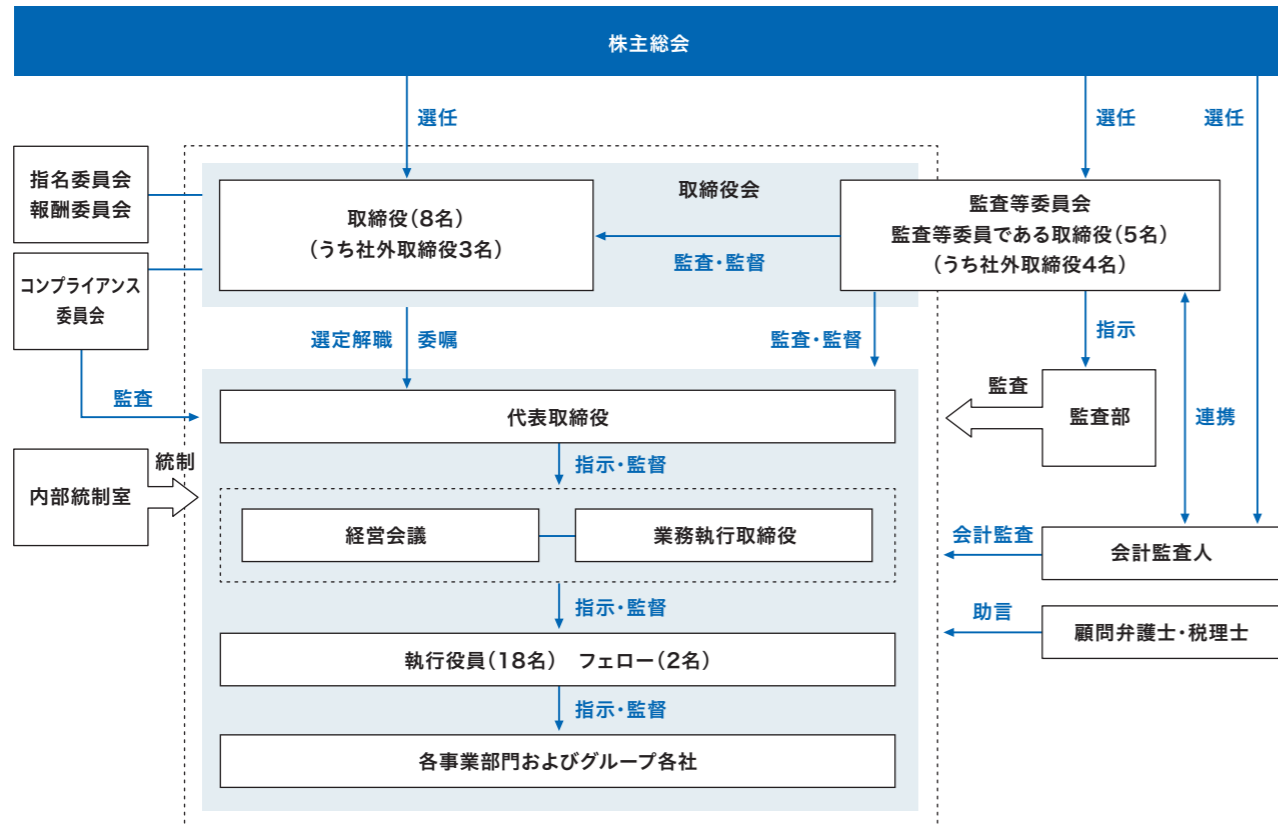 株主総会
選任
選任
選任
指名委員会
報酬委員会
取締役会
取締役(8名)
(うち社外取締役3名)
監査等委員会
監査等委員である取締役(5名)
(うち社外取締役4名)
監査・監督
コンプライアンス
委員会
選定解職
委嘱
監査・監督
指示
監査
代表取締役
監査
監査部
連携
指示・監督
統制
内部統制室
経営会議
業務執行取締役
会計監査
会計監査人
指示・監督
助言
顧問弁護士・税理士
執行役員(18名) フェロー(2名)
指示・監督
各事業部門およびグループ各社